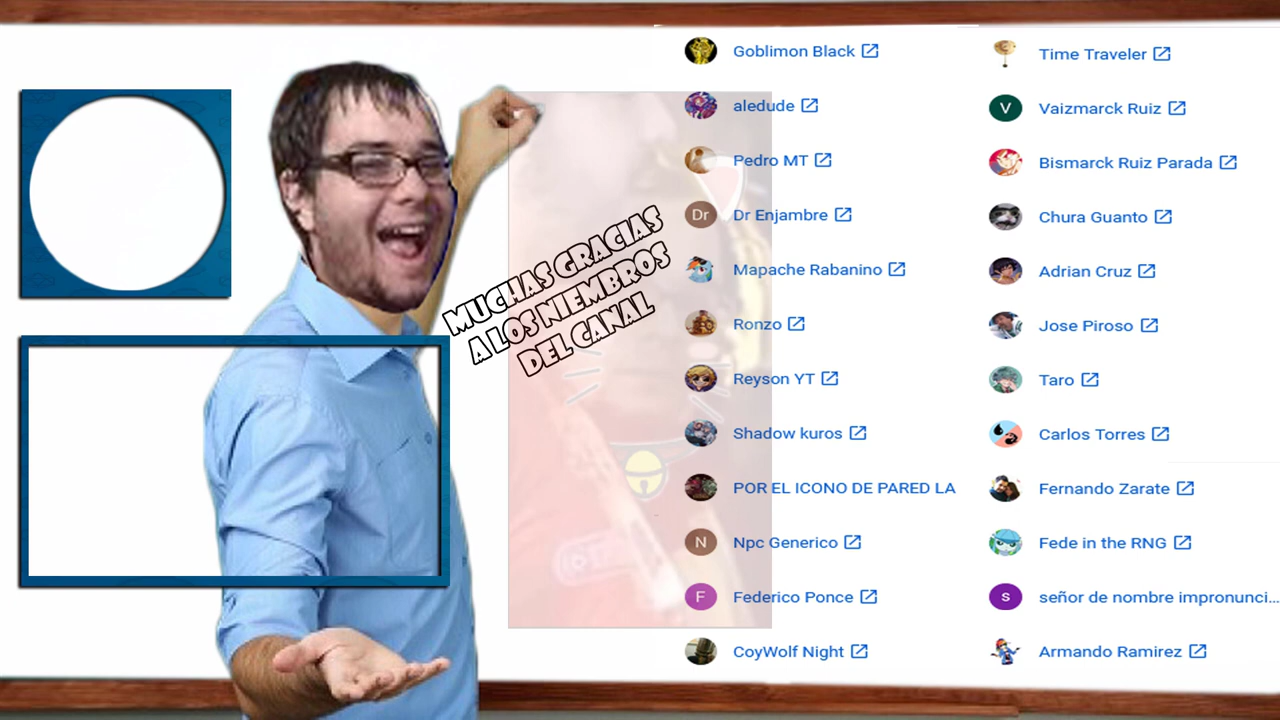 MUCHAS GRACIAS
A LOS NIEMBROS
DEL CANAL
Goblimon Black
aledude
Pedro MT
Dr
Dr Enjambre
Mapache Rabanino
Ronzo
Reyson YT
Shadow kuros
POR EL ICONO DE PARED LA
N
Npc Generico
F
Federico Ponce
CoyWolf Night
Time Traveler
V
Vaizmarck Ruiz
Bismarck Ruiz Parada
Chura Guanto
Adrian Cruz
Jose Piroso
Taro
Carlos Torres
Fernando Zarate
Fede in the RNG
s
señor de nombre impronunci...
Armando Ramirez